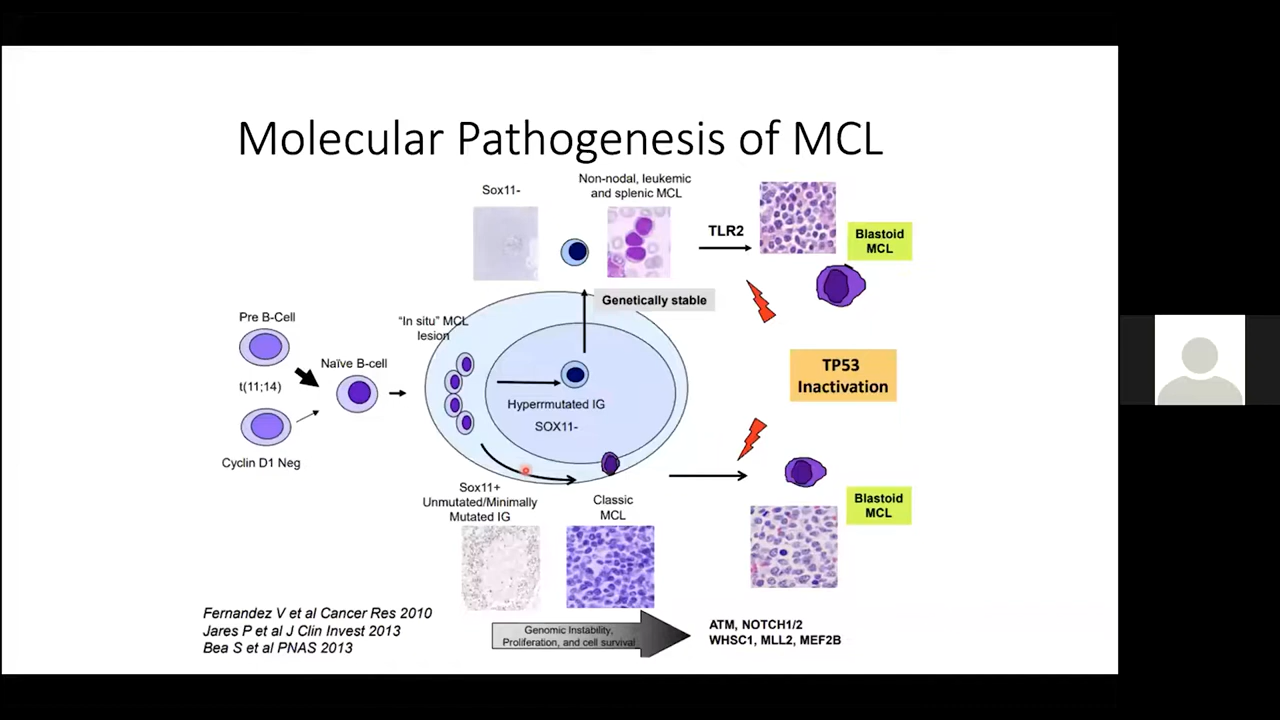 Molecular Pathogenesis of MCL
Sox11-
Non-nodal, leukemic
and splenic MCL
TLR2
Blastoid
MCL
Genetically stable
Pre B-Cell
"In situ" MCL
lesion
Naïve B-cell
t(11;14)
Cyclin D1 Neg
Hyperrmutated IG
SOX11-
TP53
Inactivation
Sox11+
Unmutated/Minimally
Mutated IG
Classic
MCL
Blastoid
MCL
Fernandez V et al Cancer Res 2010
Jares P et al J Clin Invest 2013
Bea S et al PNAS 2013
Genomic Instability,
Proliferation, and cell survival
ATM, NOTCH1/2
WHSC1, MLL2, MEF2B